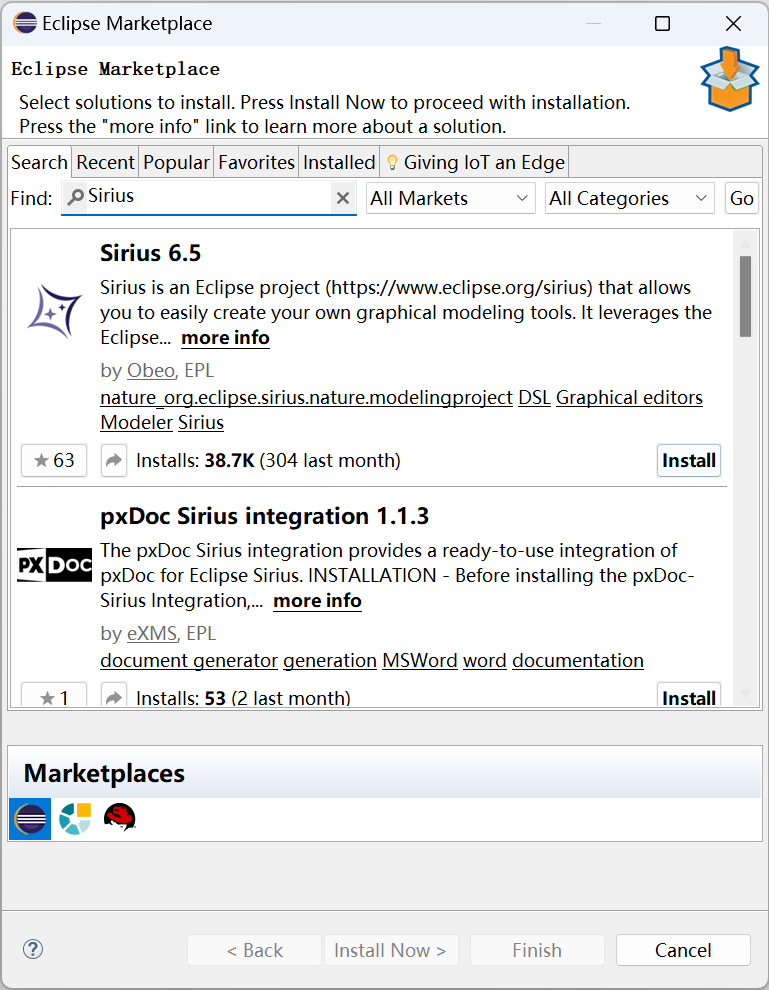 Eclipse Marketplace
Eclipse Marketplace
Select solutions to install. Press Install Now to proceed with installation.
Press the "more info" link to learn more about a solution.
Search Recent Popular Favorites Installed Giving IoT an Edge
Find: Sirius All Markets All Categories Go
Sirius 6.5
Sirius is an Eclipse project (https://www.eclipse.org/sirius) that allows
you to easily create your own graphical modeling tools. It leverages the
Eclipse... more info
by Obeo, EPL
nature_org.eclipse.sirius.nature.modelingproject DSL Graphical editors
Modeler Sirius
63 Installs: 38.7K (304 last month) Install
pxDoc Sirius integration 1.1.3
PX DOC
The pxDoc Sirius integration provides a ready-to-use integration of
pxDoc for Eclipse Sirius. INSTALLATION - Before installing the pxDoc-
Sirius Integration,... more info
by eXMS, EPL
document generator generation MSWord word documentation
1 Installs: 53 (2 last month) Install
Marketplaces
? < Back Install Now > Finish Cancel